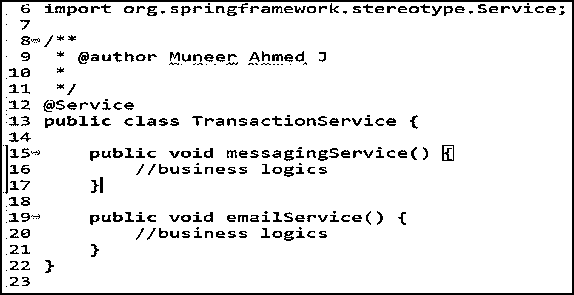 6 import org.springframework.stereotype.Service;
7
8 /**
9 * @author Muneer Ahmed J
10 *
11 */
12 @Service
13 public class TransactionService {
14
15 public void messagingService() {
16 //business logics
17 }
18
19 public void emailService() {
20 //business logics
21 }
22 }
23